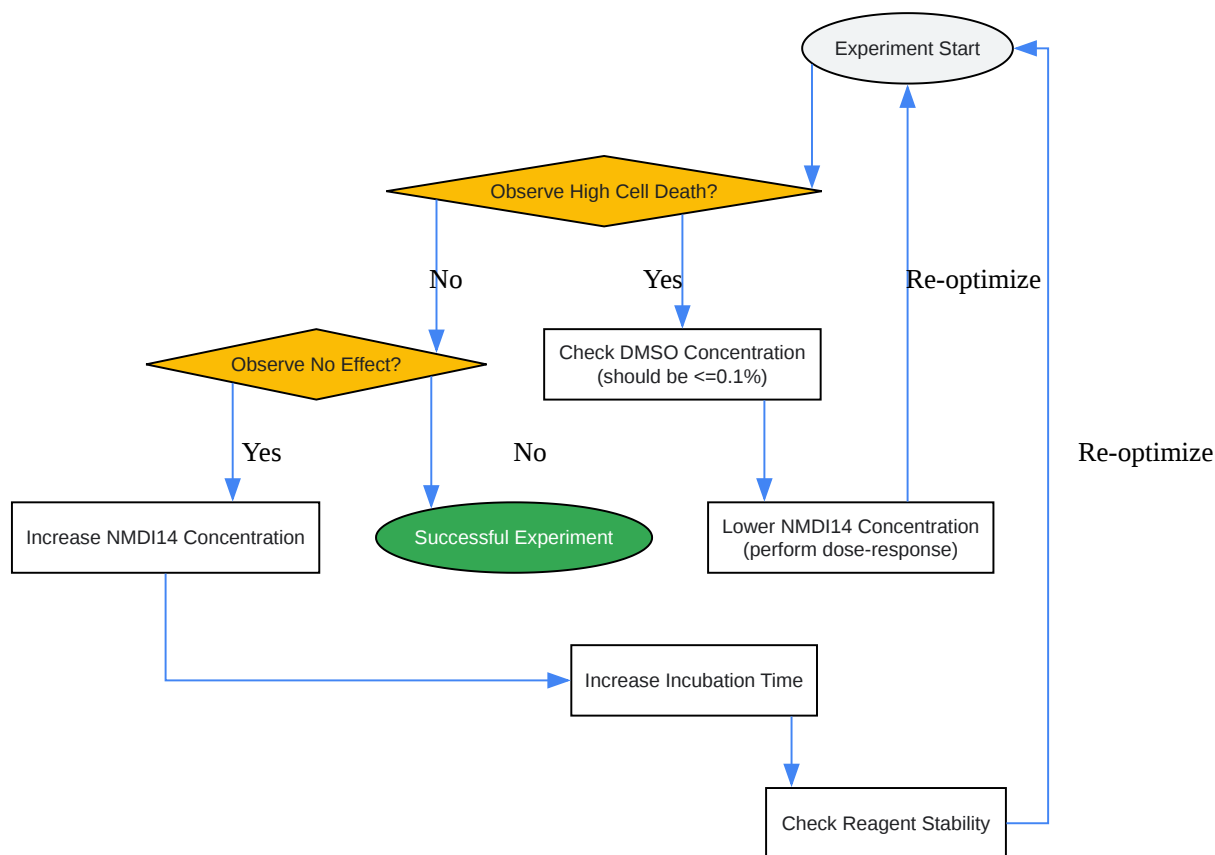 Experiment Start
Observe High Cell Death?
No
Yes
Re-optimize
Observe No Effect?
Check DMSO Concentration
(should be <=0.1%)
Yes
No
Re-optimize
Increase NMDI14 Concentration
Successful Experiment
Lower NMDI14 Concentration
(perform dose-response)
Increase Incubation Time
Check Reagent Stability